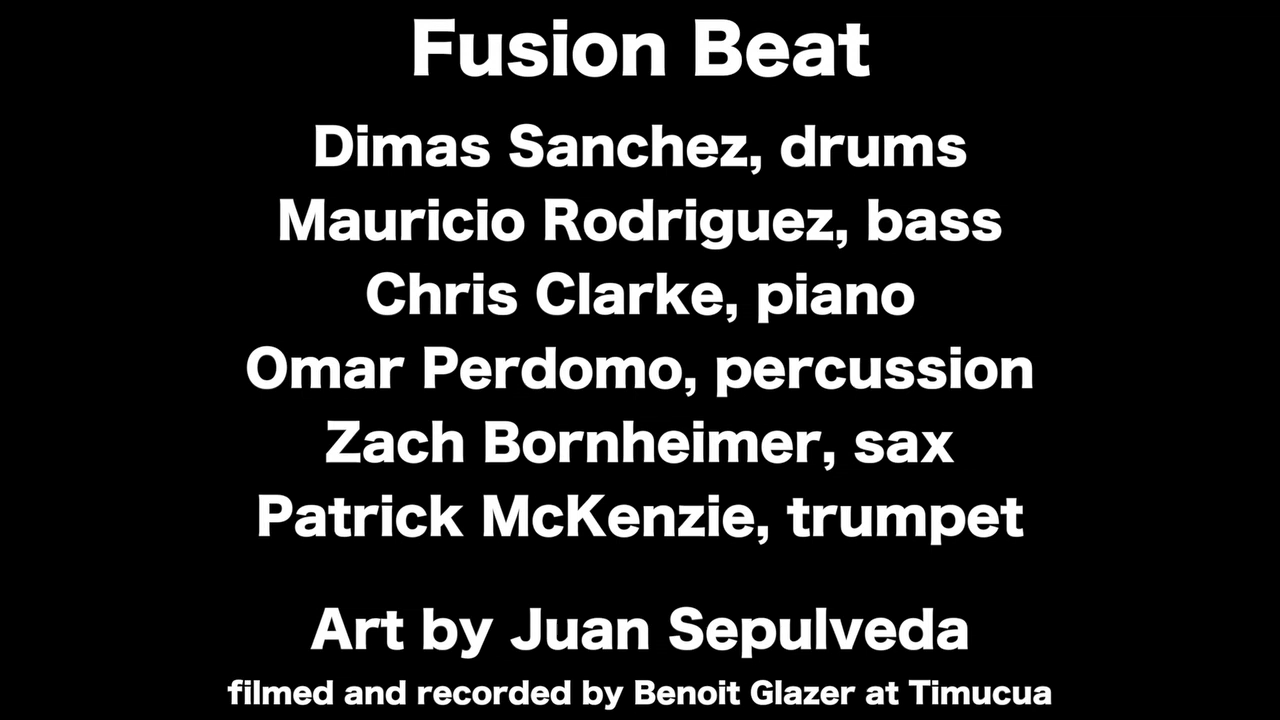 Fusion Beat
Dimas Sanchez, drums
Mauricio Rodriguez, bass
Chris Clarke, piano
Omar Perdomo, percussion
Zach Bornheimer, sax
Patrick McKenzie, trumpet
Art by Juan Sepulveda
filmed and recorded by Benoit Glazer at Timucua